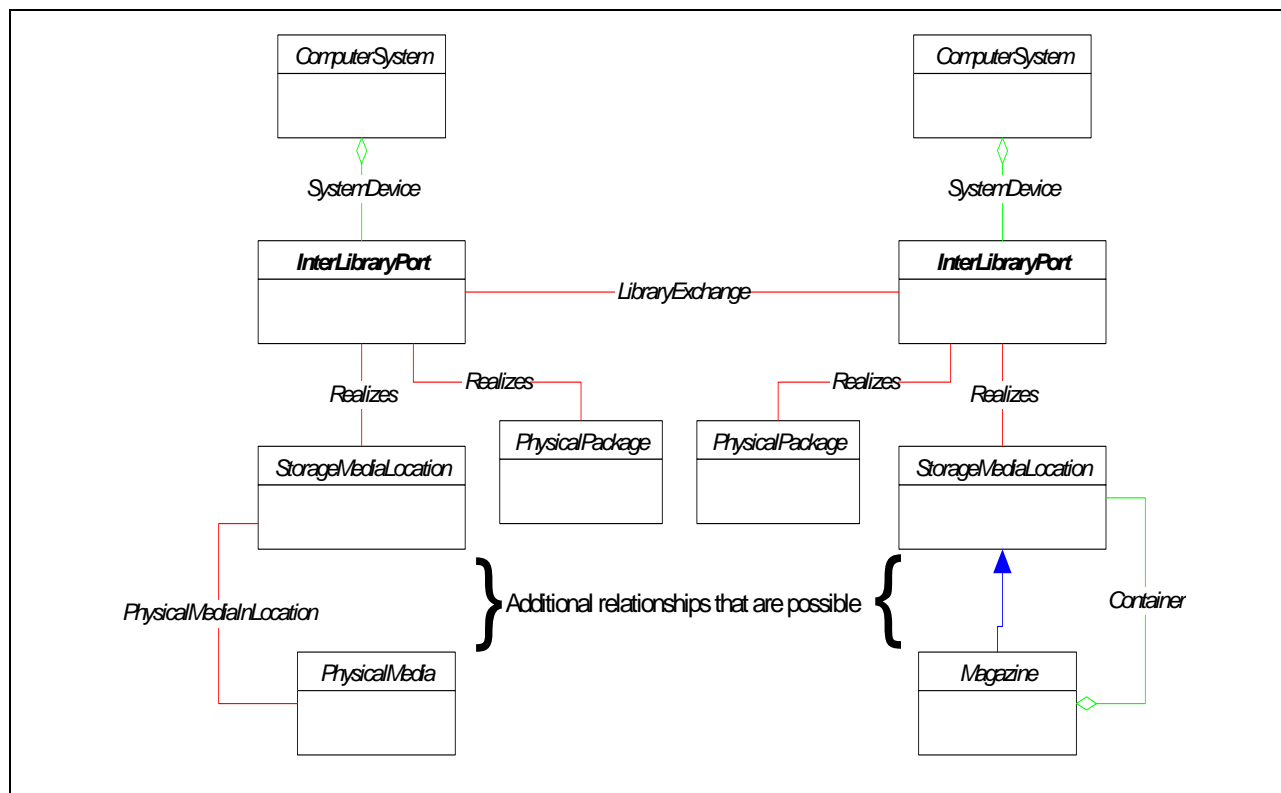 ComputerSystem
ComputerSystem
SystemDevice
SystemDevice
InterLibraryPort
InterLibraryPort
LibraryExchange
Realizes
Realizes
Realizes
Realizes
PhysicalPackage
PhysicalPackage
StorageMediaLocation
StorageMediaLocation
PhysicalMediaInLocation
Additional relationships that are possible
Container
PhysicalMedia
Magazine